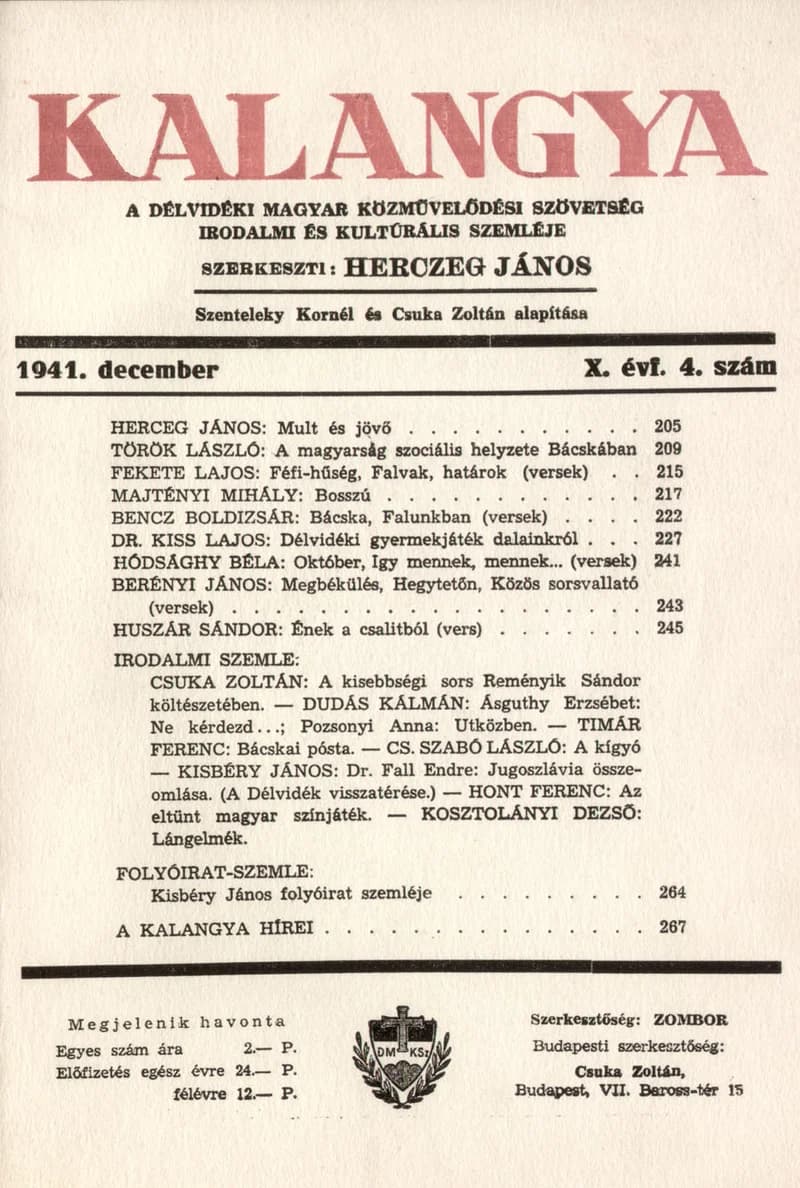 KALANGYA
A DÉLVIDÉKI MAGYAR KÖZMŰVELŐDÉSI SZÖVETSÉG
IRODALMI ÉS KULTÚRÁLIS SZEMLÉJE
SZERKESZTI: HERCZEG JÁNOS
Szenteleky Kornél és Csuka Zoltán alapítása
1941. december X. évf. 4. szám
HERCEG JÁNOS: Mult és jövő . . . . . . . . . . . 205
TÖRÖK LÁSZLÓ: A magyarság szociális helyzete Bácskában 209
FEKETE LAJOS: Féfi-hűség, Falvak, határok (versek) . . 215
MAJTÉNYI MIHÁLY: Bosszú . . . . . . . . . . . . 217
BENCZ BOLDIZSÁR: Bácska, Falunkban (versek) . . . . 222
DR. KISS LAJOS: Délvidéki gyermekjáték dalainkról . . . 227
HÓDSÁGHY BÉLA: Október, Igy mennek, mennek... (versek) 241
BERÉNYI JÁNOS: Megbékülés, Hegytetőn, Közös sorsvallató
(versek) . . . . . . . . . . . . . . . . . . . 243
HUSZÁR SÁNDOR: Ének a csalitból (vers) . . . . . . . 245
IRODALMI SZEMLE:
CSUKA ZOLTÁN: A kisebbségi sors Reményik Sándor
költészetében. — DUDÁS KÁLMÁN: Ásguthy Erzsébet:
Ne kérdezd...; Pozsonyi Anna: Utközben. — TIMÁR
FERENC: Bácskai pósta. — CS. SZABÓ LÁSZLÓ: A kígyó
— KISBÉRY JÁNOS: Dr. Fall Endre: Jugoszlávia össze-
omlása. (A Délvidék visszatérése.) — HONT FERENC: Az
eltünt magyar színjáték. — KOSZTOLÁNYI DEZSŐ:
Lángelmék.
FOLYÓIRAT-SZEMLE:
Kisbéry János folyóirat szemléje . . . . . . . . . 264
A KALANGYA HÍREI . . . . . . . . . . . . . . . 267
Megjelenik havonta
Egyes szám ára 2.— P.
Előfizetés egész évre 24.— P.
félévre 12.— P.
DM KSz
Szerkesztőség: ZOMBOR
Budapesti szerkesztőség:
Csuka Zoltán,
Budapest, VII. Baross-tér 15